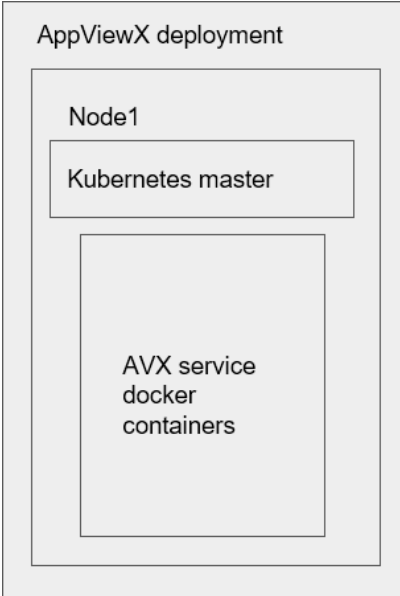 AppViewX deployment
Node1
Kubernetes master
AVX service
docker
containers